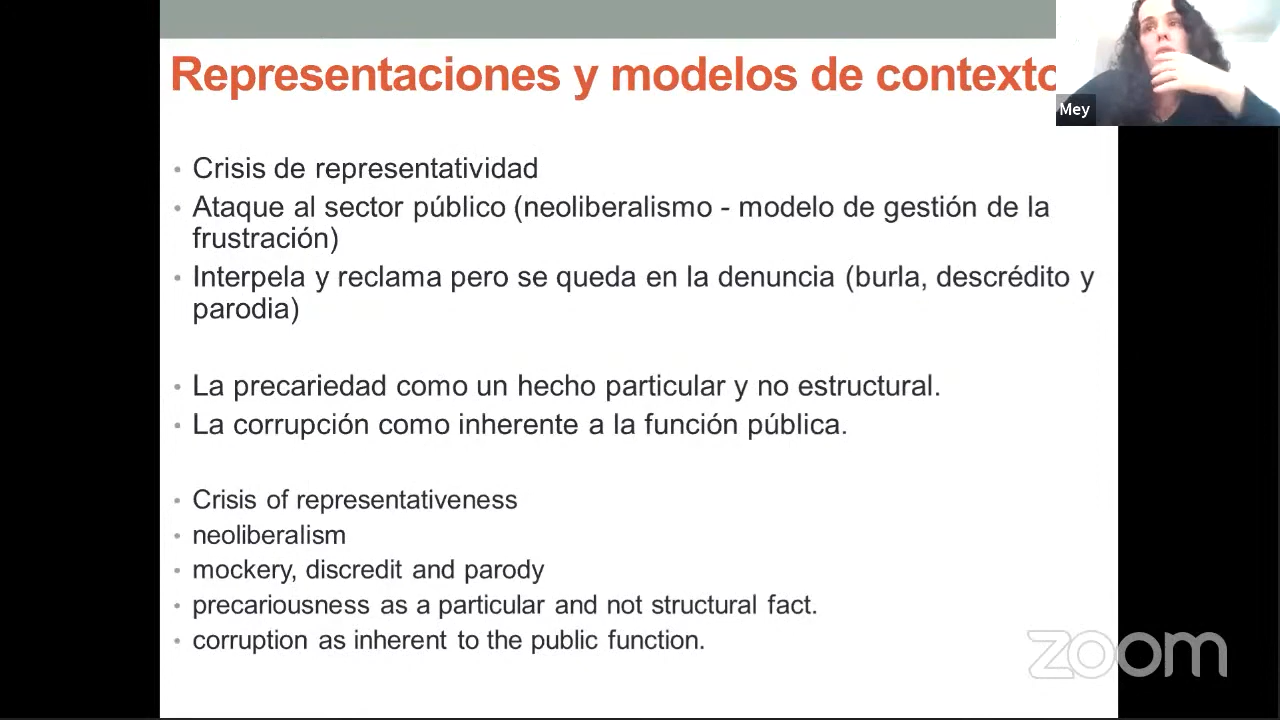 Representaciones y modelos de contexto
Mey
• Crisis de representatividad
• Ataque al sector público (neoliberalismo - modelo de gestión de la
frustración)
• Interpela y reclama pero se queda en la denuncia (burla, descrédito y
parodia)
• La precariedad como un hecho particular y no estructural.
• La corrupción como inherente a la función pública.
• Crisis of representativeness
• neoliberalism
• mockery, discredit and parody
• precariousness as a particular and not structural fact.
• corruption as inherent to the public function.
zoom